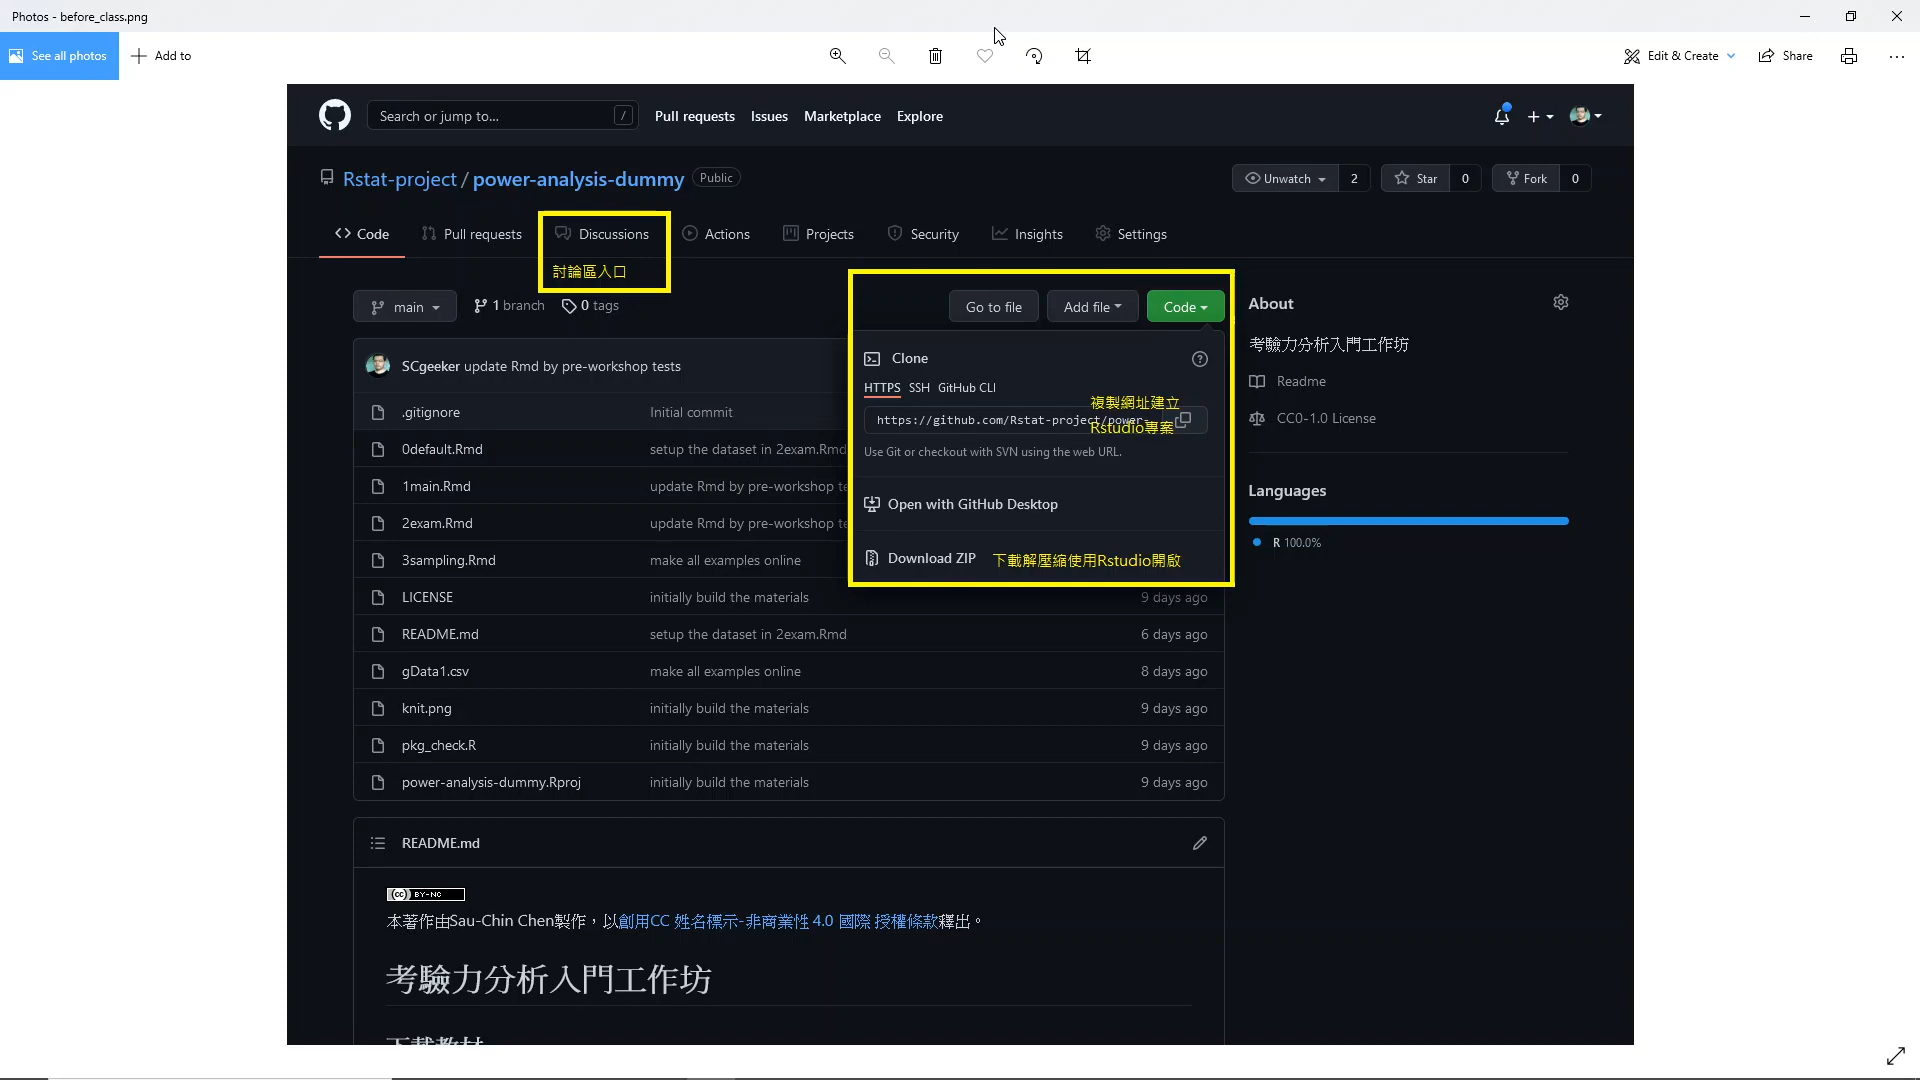 Photos - before_class.png
See all photos
Add to
Edit & Create
Share
Search or jump to...
/
Pull requests
Issues
Marketplace
Explore
Rstat-project / power-analysis-dummy
Public
Unwatch
2
Star
0
Fork
0
Code
Pull requests
Discussions
Actions
Projects
Security
Insights
Settings
討論區入口
main
1 branch
0 tags
Go to file
Add file
Code
About
考驗力分析入門工作坊
Readme
CC0-1.0 License
Languages
R 100.0%
Clone
HTTPS SSH GitHub CLI
複製網址建立
https://github.com/Rstat-project/power-
Rstudio專案
Use Git or checkout with SVN using the web URL.
Open with GitHub Desktop
Download ZIP 下載解壓縮使用Rstudio開啟
SCgeeker update Rmd by pre-workshop tests
.gitignore Initial commit
0default.Rmd setup the dataset in 2exam.Rmd
1main.Rmd update Rmd by pre-workshop te
2exam.Rmd update Rmd by pre-workshop te
3sampling.Rmd make all examples online
LICENSE initially build the materials 9 days ago
README.md setup the dataset in 2exam.Rmd 6 days ago
gData1.csv make all examples online 8 days ago
knit.png initially build the materials 9 days ago
pkg_check.R initially build the materials 9 days ago
power-analysis-dummy.Rproj initially build the materials 9 days ago
README.md
(cc) BY-NC
本著作由Sau-Chin Chen製作，以創用CC 姓名標示-非商業性 4.0 國際 授權條款釋出。
考驗力分析入門工作坊